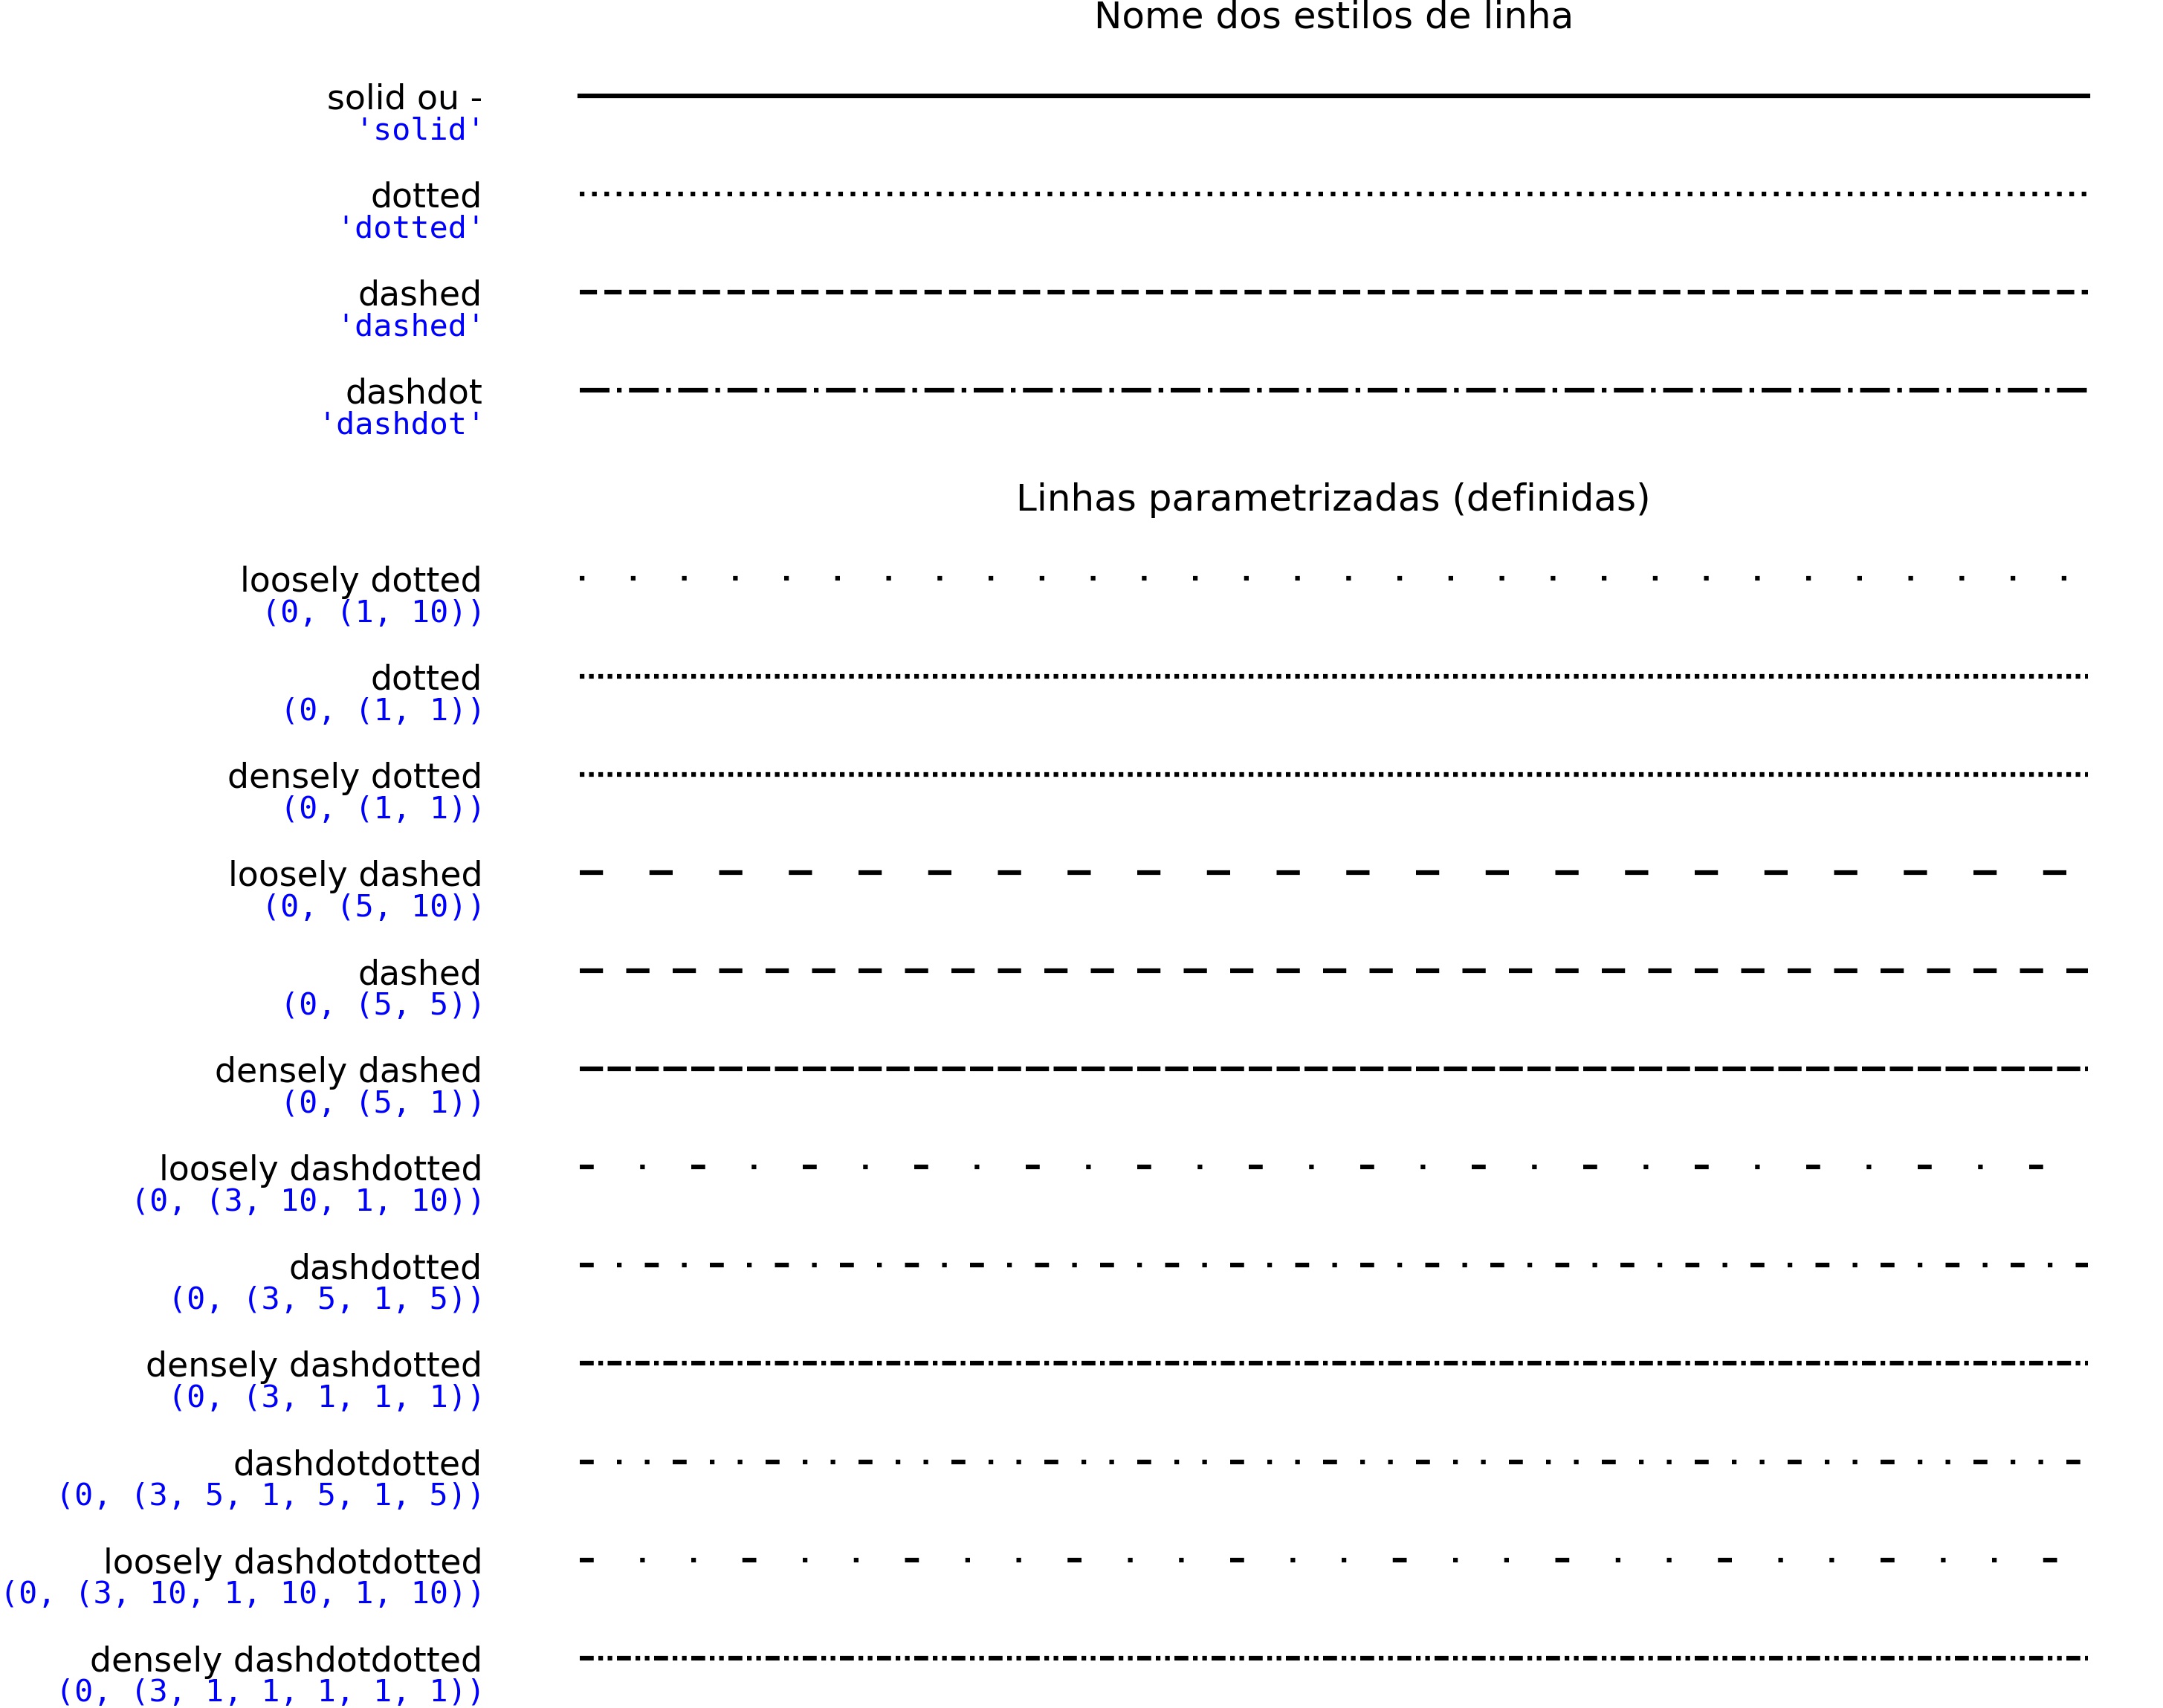 Nome dos estilos de linha
solid ou -
'solid'
dotted
'dotted'
dashed
'dashed'
dashdot
'dashdot'
Linhas parametrizadas (definidas)
loosely dotted
(0, (1, 10))
dotted
(0, (1, 1))
densely dotted
(0, (1, 1))
loosely dashed
(0, (5, 10))
dashed
(0, (5, 5))
densely dashed
(0, (5, 1))
loosely dashdotted
(0, (3, 10, 1, 10))
dashdotted
(0, (3, 5, 1, 5))
densely dashdotted
(0, (3, 1, 1, 1))
dashdotdotted
(0, (3, 5, 1, 5, 1, 5))
loosely dashdotdotted
(0, (3, 10, 1, 10, 1, 10))
densely dashdotdotted
(0, (3, 1, 1, 1, 1, 1))